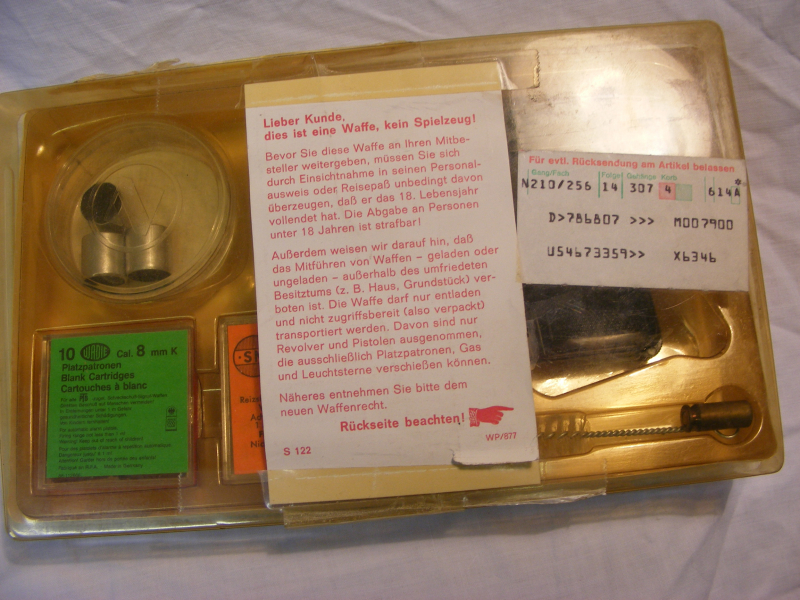 Lieber Kunde,
dies ist eine Waffe, kein Spielzeug!
Bevor Sie diese Waffe an Ihren Mitbe-
steller weitergeben, müssen Sie sich
durch Einsichtnahme in seinen Personal-
ausweis oder Reisepaß unbedingt davon
überzeugen, daß er das 18. Lebensjahr
vollendet hat. Die Abgabe an Personen
unter 18 Jahren ist strafbar!
Außerdem weisen wir darauf hin, daß
das Mitführen von Waffen – geladen oder
ungeladen – außerhalb des umfriedeten
Besitztums (z. B. Haus, Grundstück) ver-
boten ist. Die Waffe darf nur entladen
und nicht zugriffsbereit (also verpackt)
transportiert werden. Davon sind nur
Revolver und Pistolen ausgenommen,
die ausschließlich Platzpatronen, Gas
und Leuchtsterne verschießen können.
Näheres entnehmen Sie bitte dem
neuen Waffenrecht.
Rückseite beachten!
S 122
WP/877
Für evtl. Rücksendung am Artikel belassen
Gang/Fach
Korb
N210/256 14 307 4 614A
D>786807 >>> M007900
U54673359>> X6346
10 Cal. 8 mm K
Platzpatronen
Blank Cartridges
Cartouches à blanc